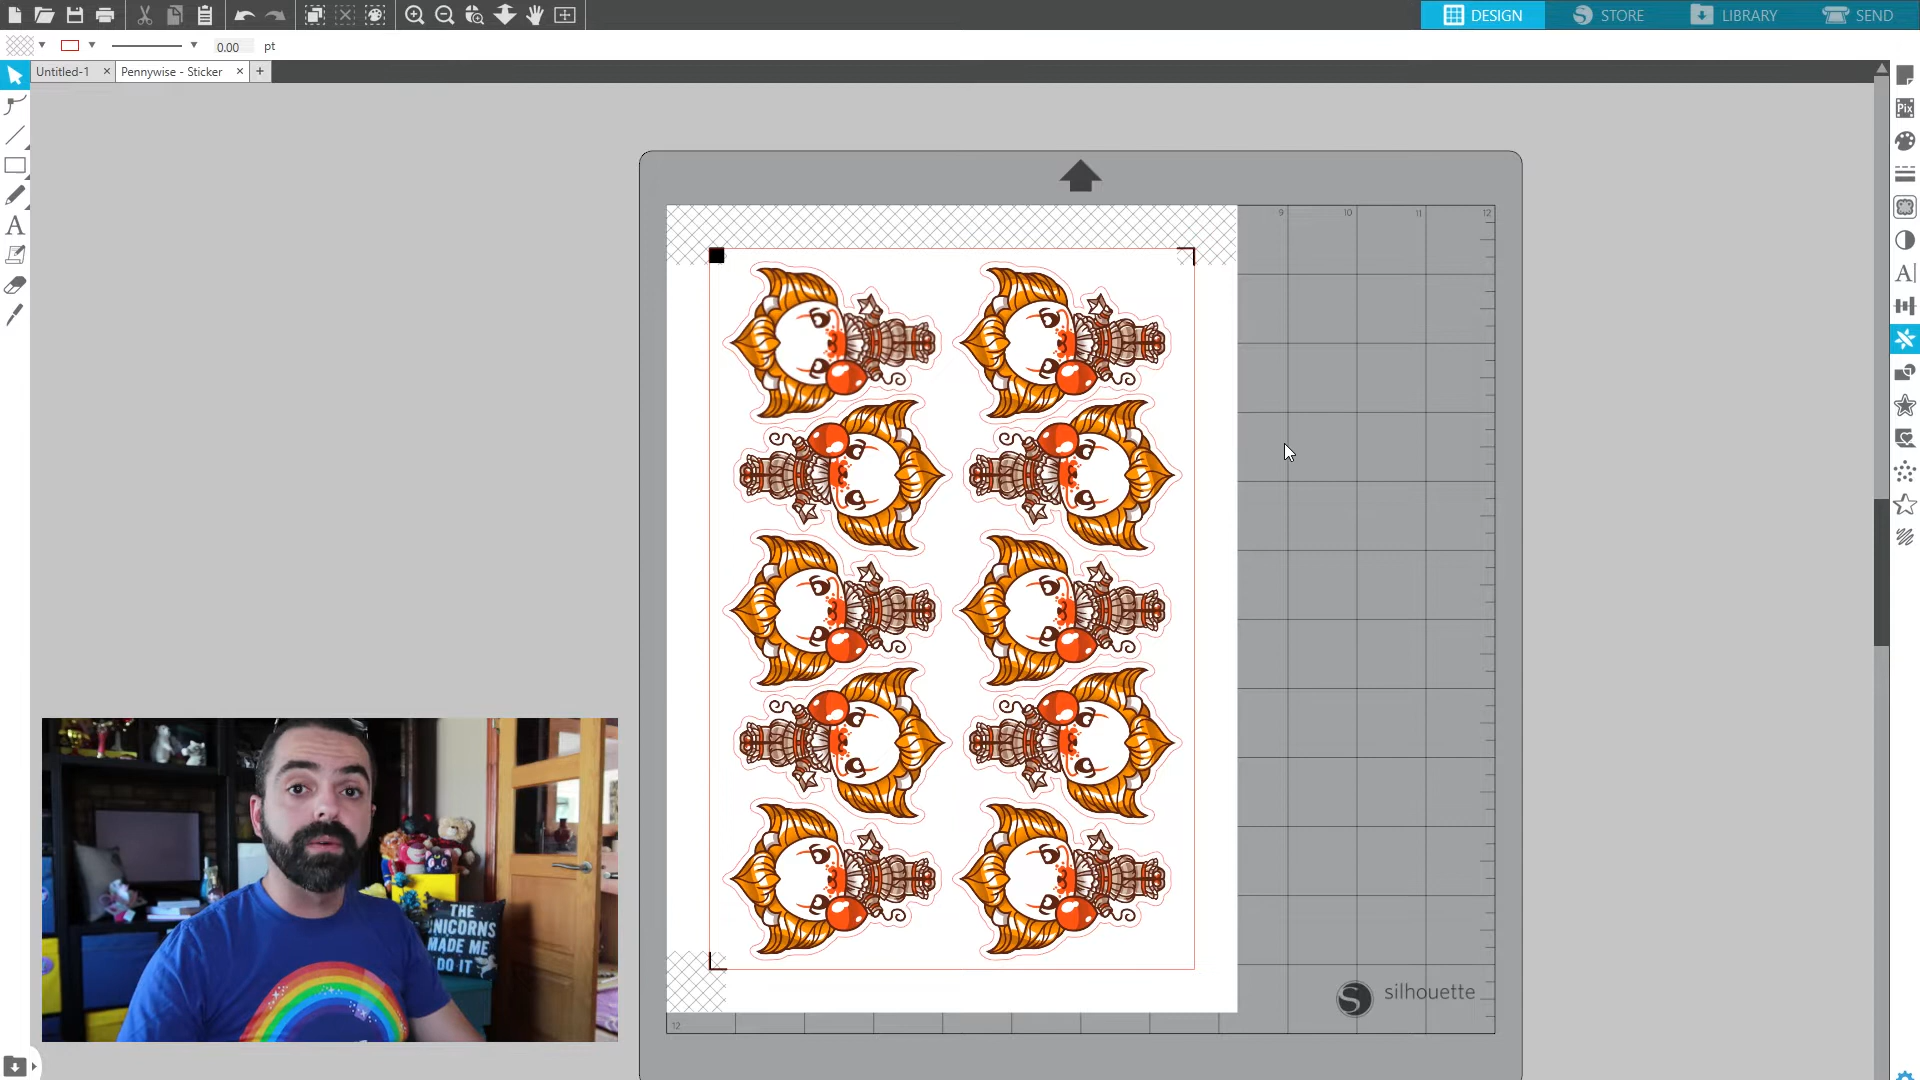 DESIGN
STORE
LIBRARY
SEND
0.00 pt
Untitled-1
Pennywise - Sticker
Pix
A
A
9 10 11 12
12
silhouette
S
THE
UNICORNS
MADE ME
DO IT